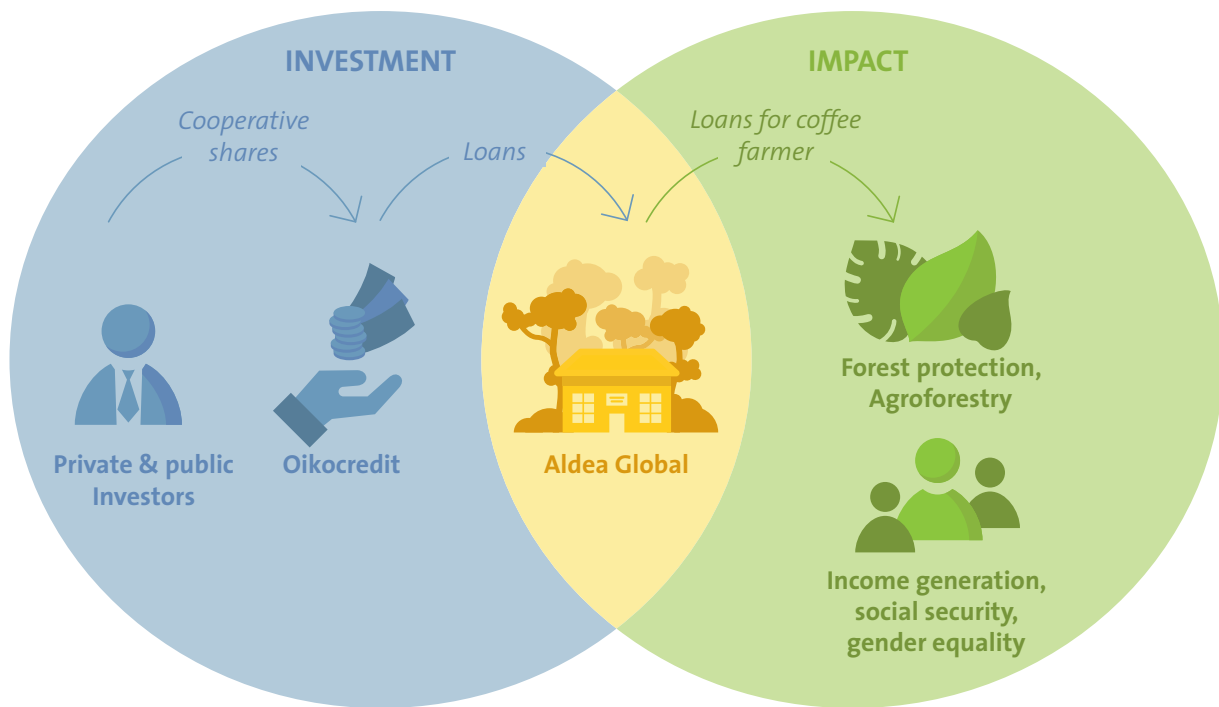 INVESTMENT
IMPACT
Cooperative
shares
Loans
Loans for coffee
farmer
Private & public
Investors
Oikocredit
Aldea Global
Forest protection,
Agroforestry
Income generation,
social security,
gender equality